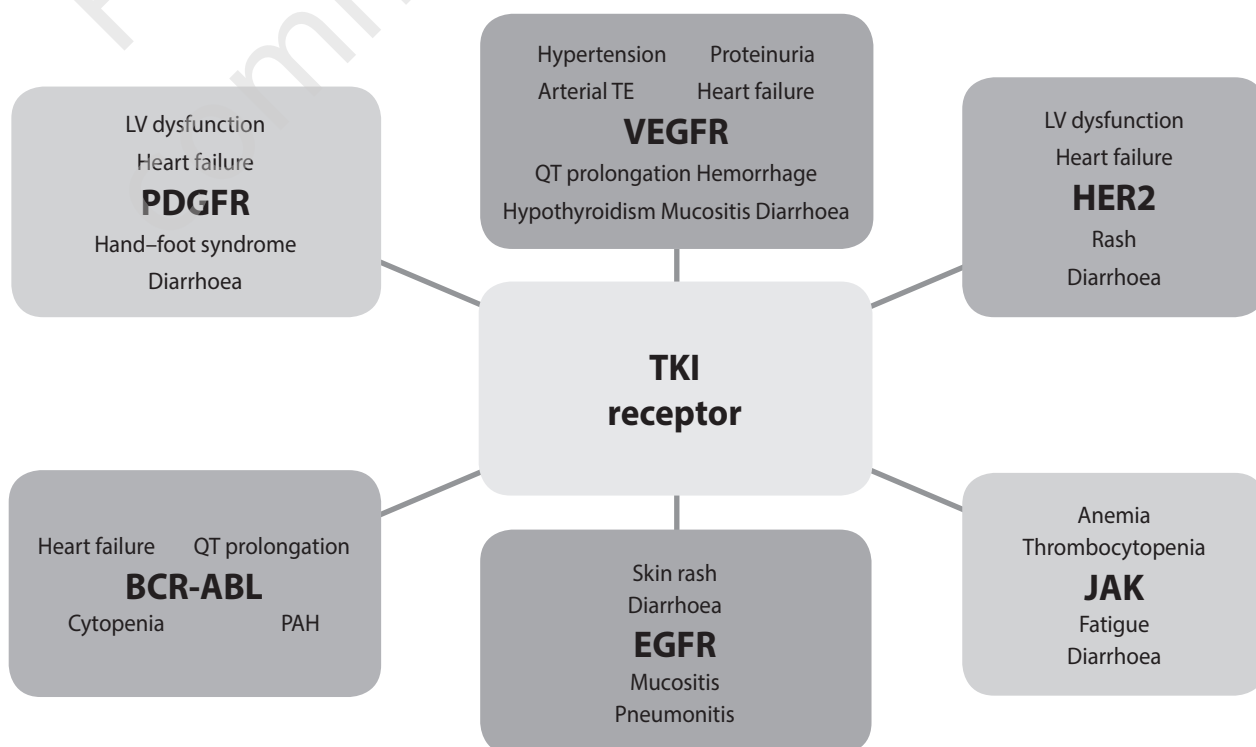 Hypertension Proteinuria
Arterial TE Heart failure
VEGFR
QT prolongation Hemorrhage
Hypothyroidism Mucositis Diarrhoea
LV dysfunction
Heart failure
PDGFR
Hand–foot syndrome
Diarrhoea
LV dysfunction
Heart failure
HER2
Rash
Diarrhoea
TKI
receptor
Heart failure QT prolongation
BCR-ABL
Cytopenia PAH
Skin rash
Diarrhoea
EGFR
Mucositis
Pneumonitis
Anemia
Thrombocytopenia
JAK
Fatigue
Diarrhoea